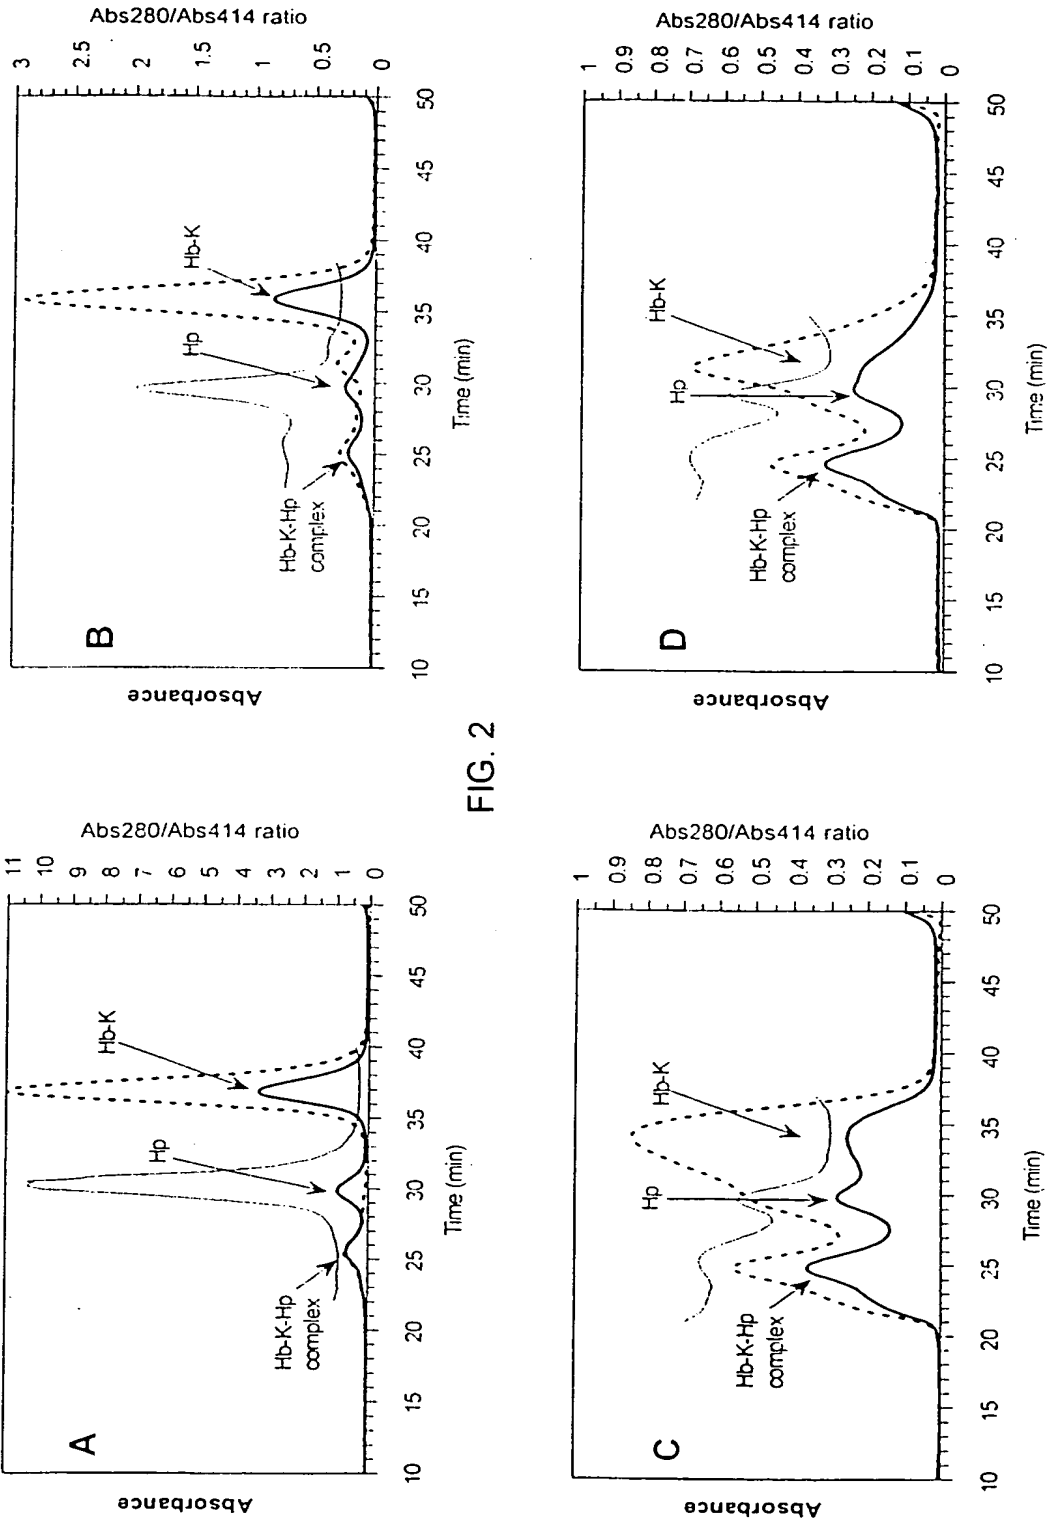 A
Absorbance
Abs280/Abs414 ratio
11
10
9
8
7
6
5
4
3
2
1
0
10
15
20
25
30
35
40
45
50
Time (min)
Hb-K-Hp
complex
Hp
Hb-K
B
Absorbance
Abs280/Abs414 ratio
3
2.5
2
1.5
1
0.5
0
10
15
20
25
30
35
40
45
50
Time (min)
Hb-K-Hp
complex
Hp
Hb-K
FIG. 2
C
Absorbance
Abs280/Abs414 ratio
1
0.9
0.8
0.7
0.6
0.5
0.4
0.3
0.2
0.1
0
10
15
20
25
30
35
40
45
50
Time (min)
Hb-K-Hp
complex
Hp
Hb-K
D
Absorbance
Abs280/Abs414 ratio
1
0.9
0.8
0.7
0.6
0.5
0.4
0.3
0.2
0.1
0
10
15
20
25
30
35
40
45
50
Time (min)
Hb-K-Hp
complex
Hp
Hb-K